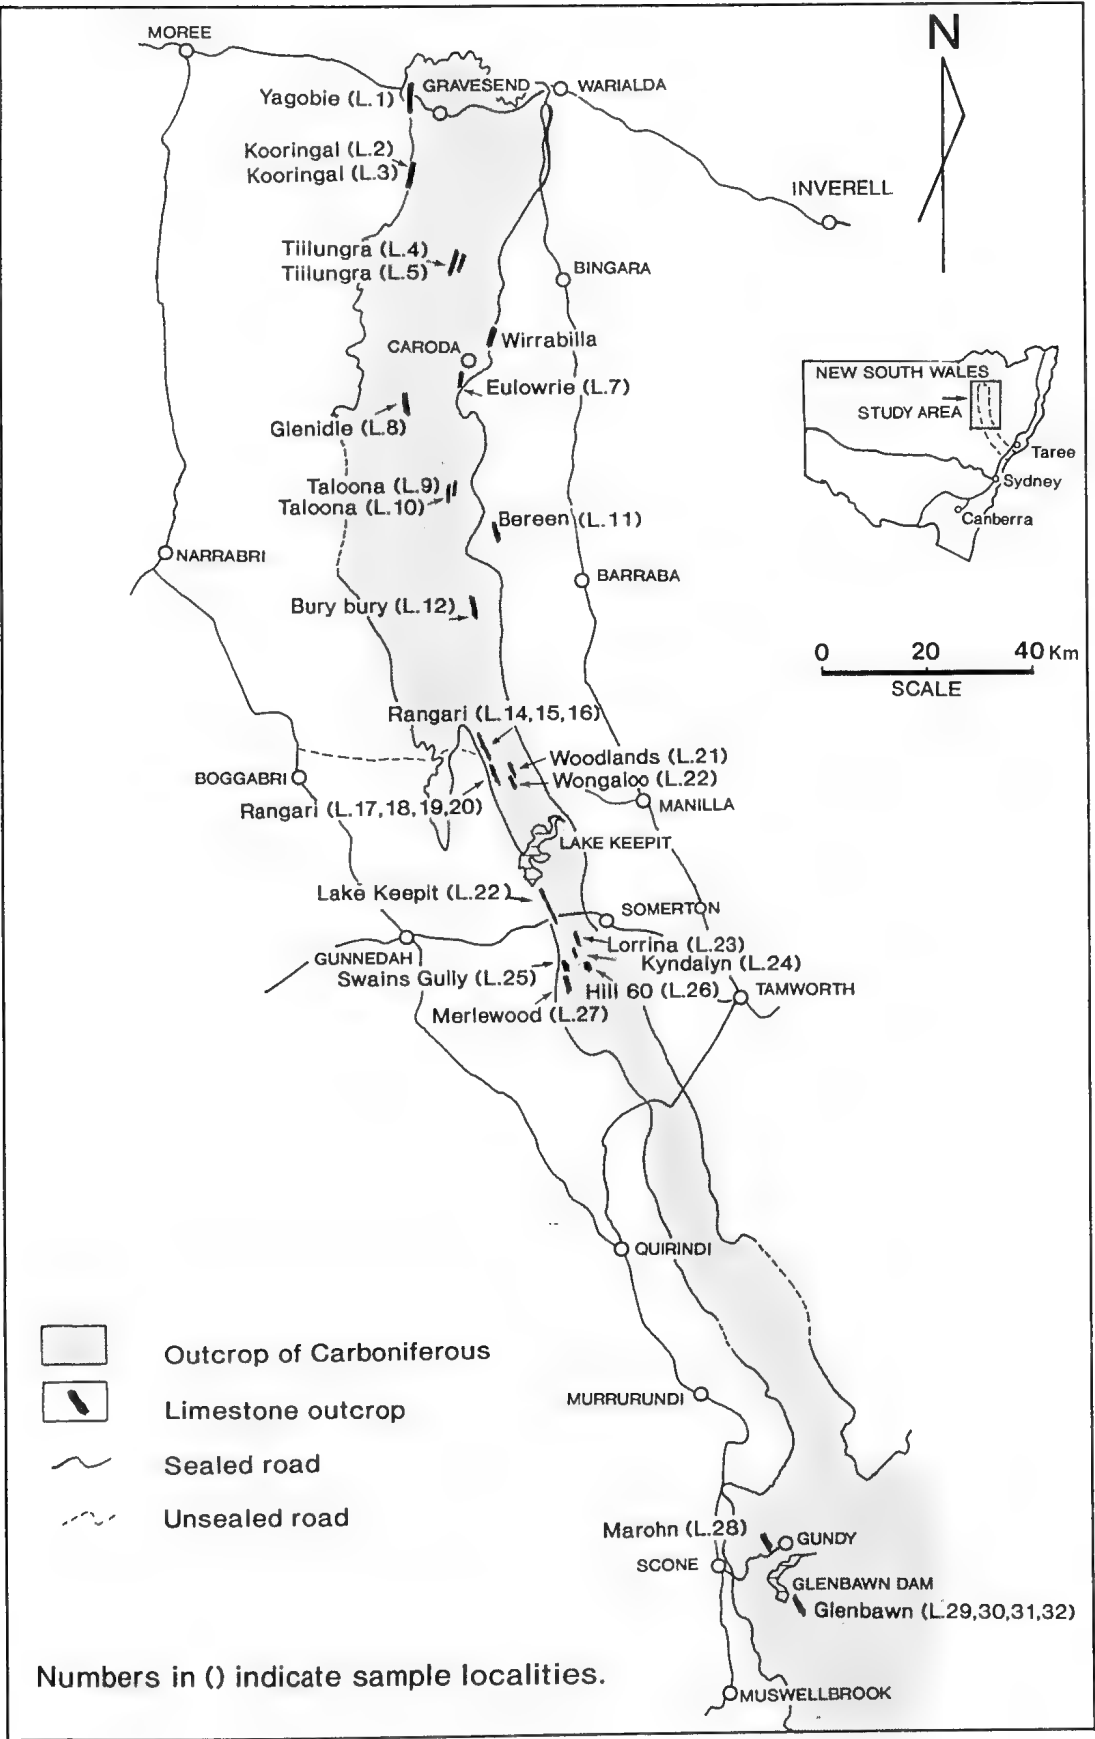 MOREE
N
GRAVESEND
WARIALDA
Yagobie (L.1)
Kooringal (L.2)
Kooringal (L.3)
INVERELL
Tiilungra (L.4)
Tiilungra (L.5)
BINGARA
Wirrabilla
CARODA
Eulowrie (L.7)
Glenidle (L.8)
NEW SOUTH WALES
STUDY AREA
Taree
Sydney
Canberra
Taloona (L.9)
Taloona (L.10)
Bereen (L.11)
NARRABRI
BARRABA
Bury bury (L.12)
0 20 40 Km
SCALE
Rangari (L.14,15,16)
Woodlands (L.21)
Wongaloo (L.22)
BOGGABRI
MANILLA
Rangari (L.17,18,19,20)
LAKE KEEPIT
Lake Keepit (L.22)
SOMERTON
Lorrina (L.23)
GUNNEDAH
Kyndalyn (L.24)
Swains Gully (L.25)
Hill 60 (L.26)
TAMWORTH
Merlewood (L.27)
QUIRINDI
Outcrop of Carboniferous
Limestone outcrop
Sealed road
Unsealed road
MURRURUNDI
Marohn (L.28)
GUNDY
SCONE
GLENBAWN DAM
Glenbawn (L.29,30,31,32)
Numbers in () indicate sample localities.
MUSWELLBROOK